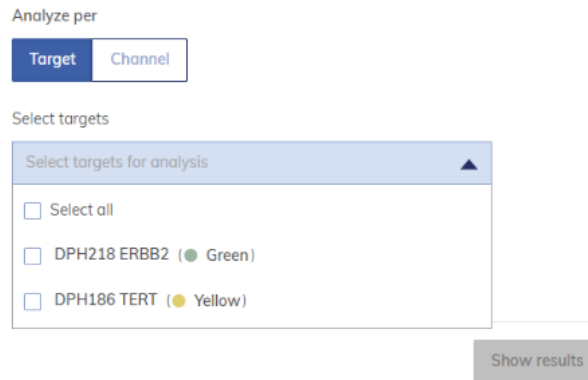 Analyze per
Target Channel
Select targets
Select targets for analysis
Select all
DPH218 ERBB2 ( Green)
DPH186 TERT ( Yellow)
Show results